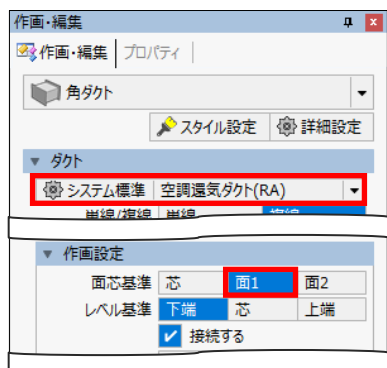 作画・編集
作画・編集 プロパティ
角ダクト
スタイル設定 詳細設定
ダクト
システム標準 空調還気ダクト(RA)
単線/複線 単線 複線
作画設定
面芯基準 芯 面1 面2
レベル基準 下端 芯 上端
接続する